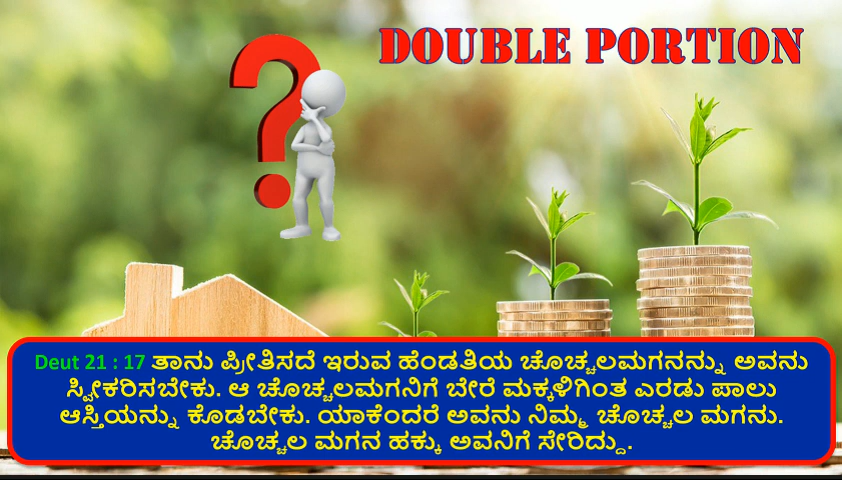 DOUBLE PORTION
Deut 21 : 17 ತಾನು ಪ್ರೀತಿಸದೆ ಇರುವ ಹೆಂಡತಿಯ ಚೊಚ್ಚಲಮಗನನ್ನು ಅವನು
ಸ್ವೀಕರಿಸಬೇಕು. ಆ ಚೊಚ್ಚಲಮಗನಿಗೆ ಬೇರೆ ಮಕ್ಕಳಿಗಿಂತ ಎರಡು ಪಾಲು
ಆಸ್ತಿಯನ್ನು ಕೊಡಬೇಕು. ಯಾಕೆಂದರೆ ಅವನು ನಿಮ್ಮ ಚೊಚ್ಚಲ ಮಗನು.
ಚೊಚ್ಚಲ ಮಗನ ಹಕ್ಕು ಅವನಿಗೆ ಸೇರಿದ್ದು.